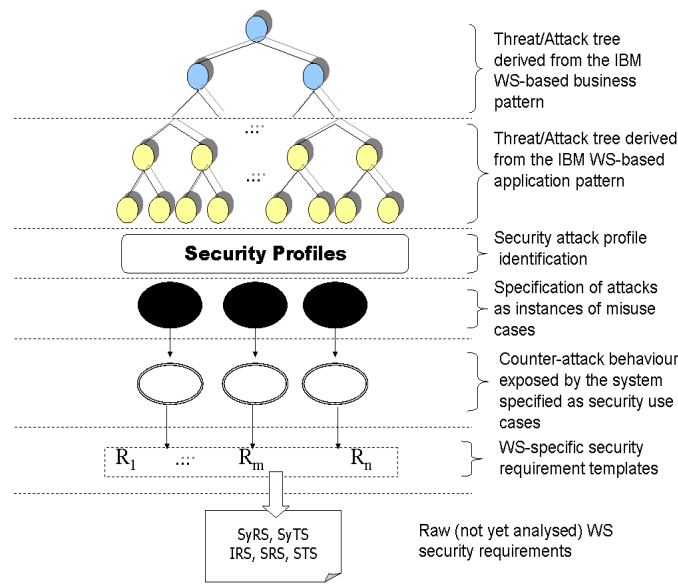 Threat/Attack tree
derived from the IBM
WS-based business
pattern
Threat/Attack tree derived
from the IBM WS-based
application pattern
Security Profiles
Security attack profile
identification
Specification of attacks
as instances of misuse
cases
Counter-attack behaviour
exposed by the system
specified as security use
cases
R1 .::· Rm Rn
WS-specific security
requirement templates
SyRS, SyTS
IRS, SRS, STS
Raw (not yet analysed) WS
security requirements